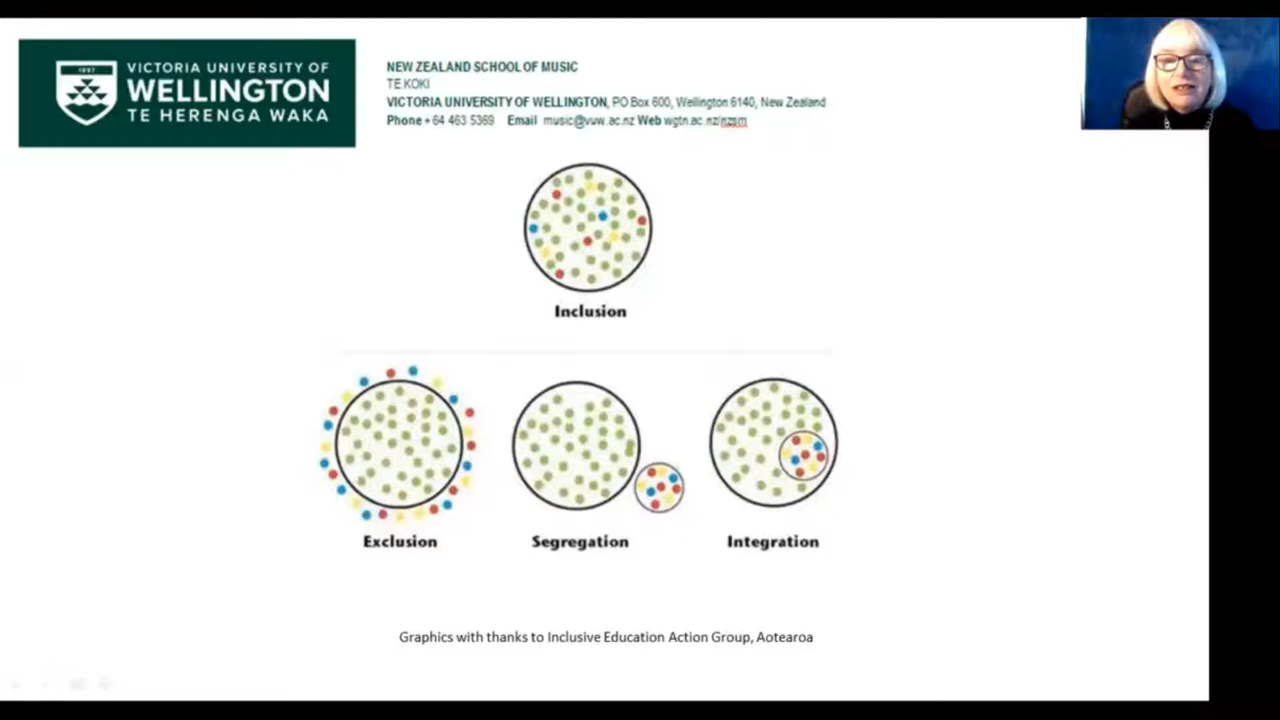 1897
VICTORIA UNIVERSITY OF
WELLINGTON
TE HERENGA WAKA
NEW ZEALAND SCHOOL OF MUSIC
TE KOKI
VICTORIA UNIVERSITY OF WELLINGTON, PO Box 600, Wellington 6140, New Zealand
Phone + 64 463 5369 Email music@vuw.ac.nz Web wgtn.ac.nz/nzsm
Inclusion
Exclusion
Segregation
Integration
Graphics with thanks to Inclusive Education Action Group, Aotearoa